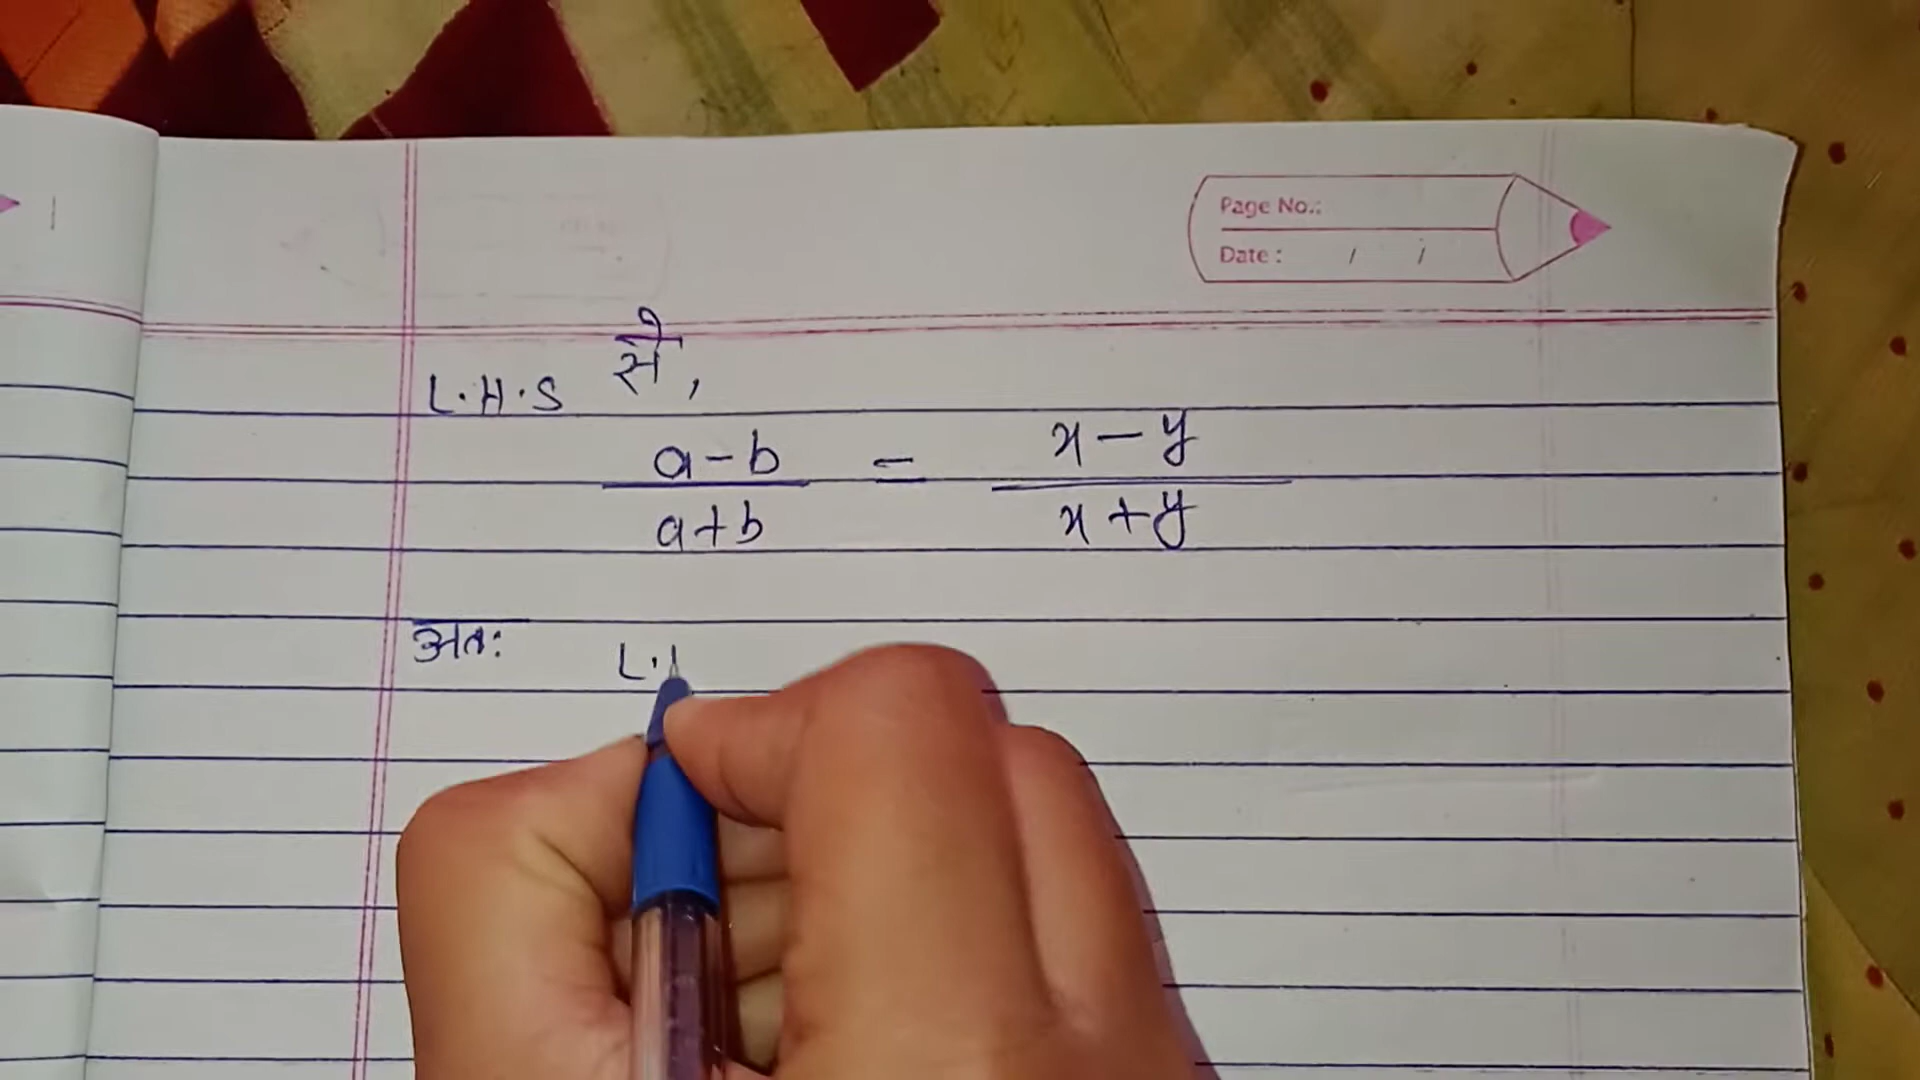 Page No.:
Date : / /
L.H.S से,
a-b = x-y
a+b x+y
अतः L.